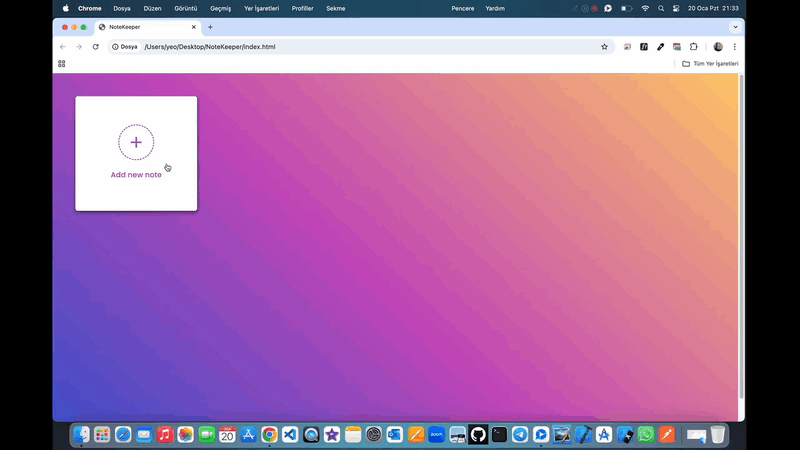 Chrome Dosya Düzen Görüntü Geçmiş Yer İşaretleri Profiller Sekme Pencere Yardım 20 Oca Pzt 21:33
NoteKeeper
Dosya /Users/yeo/Desktop/NoteKeeper/index.html
Tüm Yer İşaretleri
Add new note
20
zoom